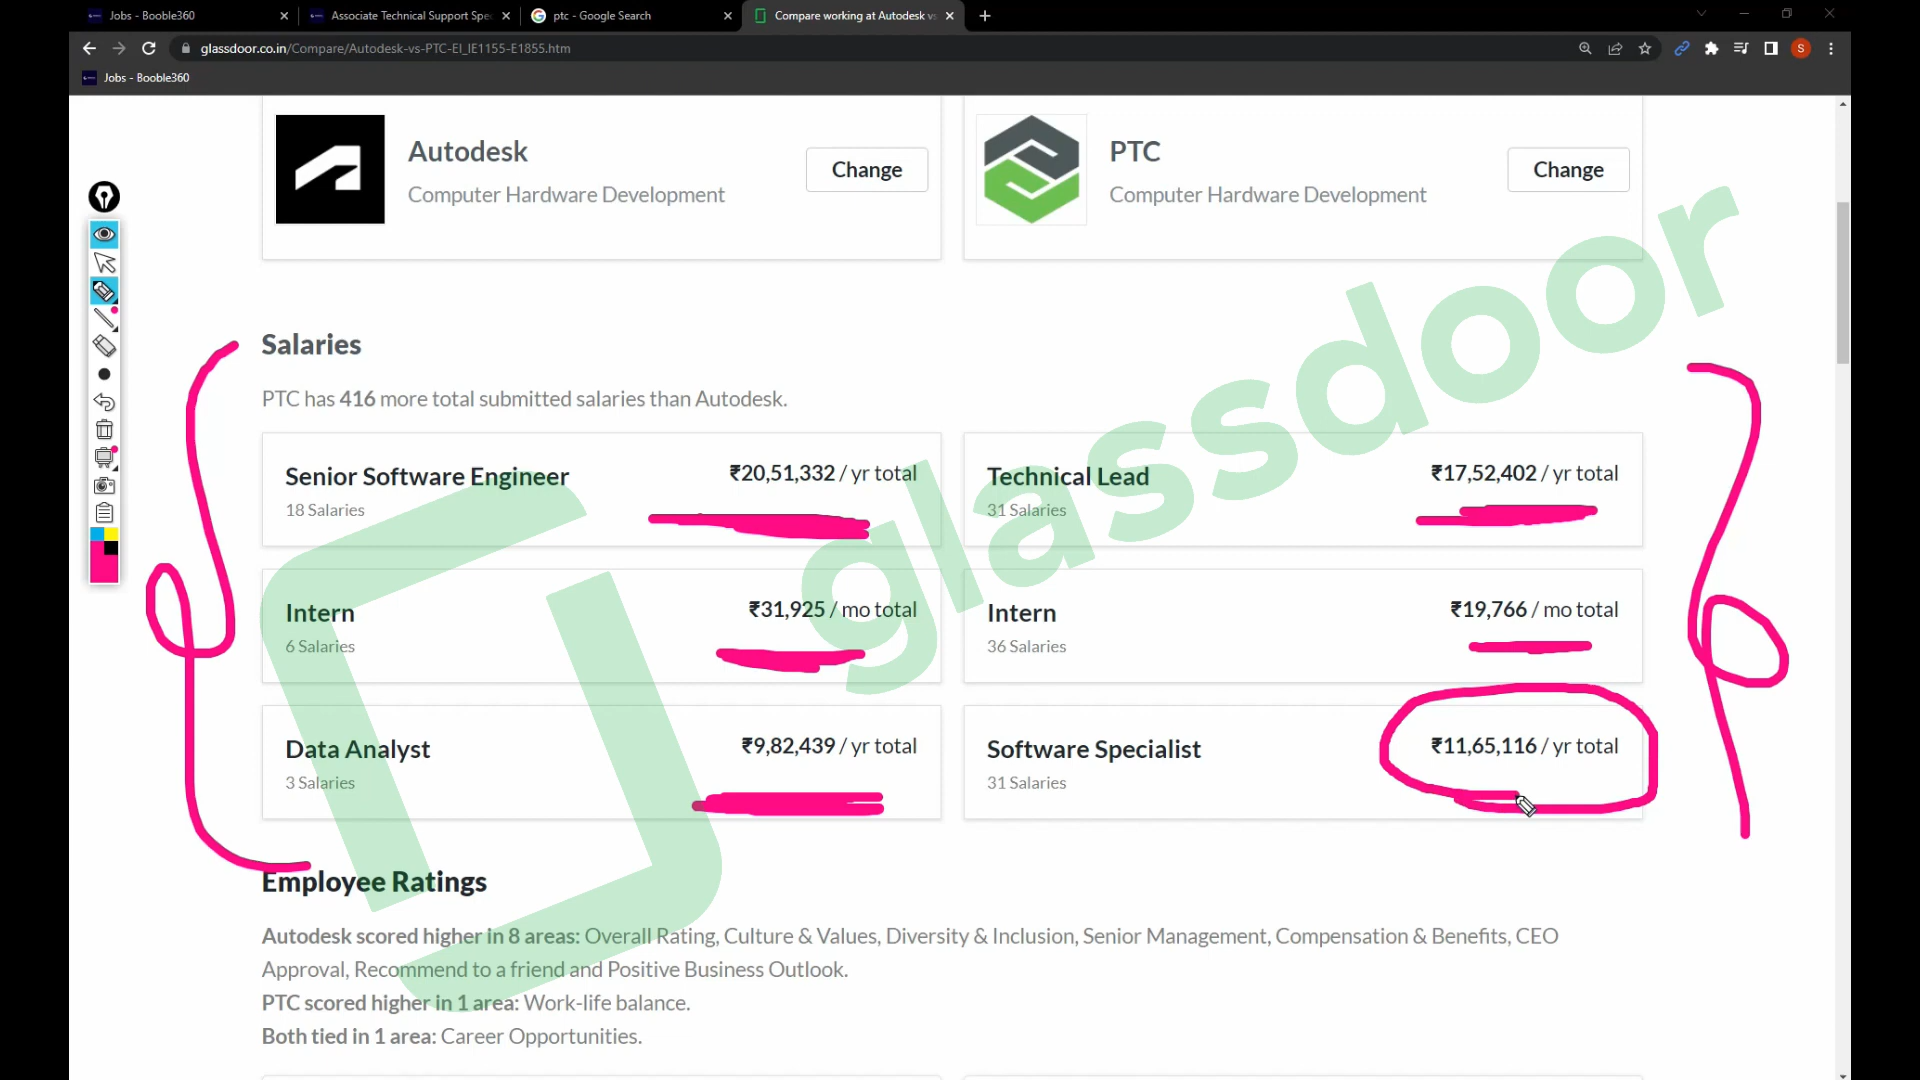 Jobs - Booble360
Associate Technical Support Spe
ptc - Google Search
Compare working at Autodesk vs
glassdoor.co.in/Compare/Autodesk-vs-PTC-EI_IE1155-E1855.htm
S
Jobs - Booble360
Autodesk
Computer Hardware Development
Change
PTC
Computer Hardware Development
Change
glassdoor
Salaries
PTC has 416 more total submitted salaries than Autodesk.
Senior Software Engineer
₹20,51,332 / yr total
18 Salaries
Technical Lead
₹17,52,402 / yr total
31 Salaries
Intern
₹31,925 / mo total
6 Salaries
Intern
₹19,766 / mo total
36 Salaries
Data Analyst
₹9,82,439 / yr total
3 Salaries
Software Specialist
₹11,65,116 / yr total
31 Salaries
Employee Ratings
Autodesk scored higher in 8 areas: Overall Rating, Culture & Values, Diversity & Inclusion, Senior Management, Compensation & Benefits, CEO
Approval, Recommend to a friend and Positive Business Outlook.
PTC scored higher in 1 area: Work-life balance.
Both tied in 1 area: Career Opportunities.